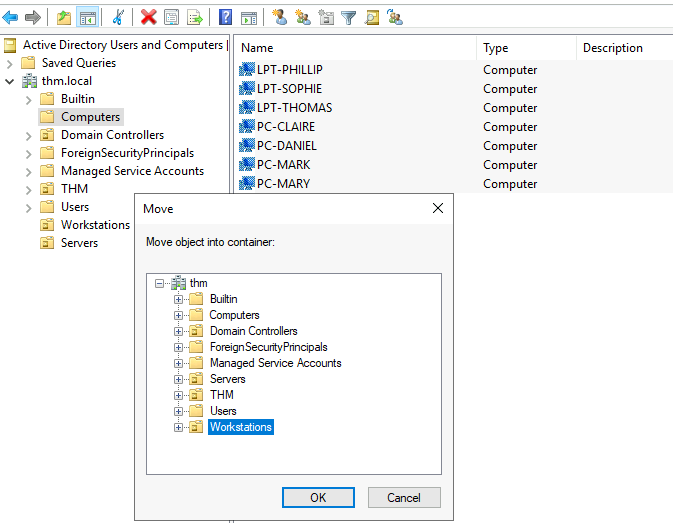 Active Directory Users and Computers [
Saved Queries
thm.local
Builtin
Computers
Domain Controllers
ForeignSecurityPrincipals
Managed Service Accounts
THM
Users
Workstations
Servers
Name Type Description
LPT-PHILLIP Computer
LPT-SOPHIE Computer
LPT-THOMAS Computer
PC-CLAIRE Computer
PC-DANIEL Computer
PC-MARK Computer
PC-MARY Computer
Move
Move object into container:
thm
Builtin
Computers
Domain Controllers
ForeignSecurityPrincipals
Managed Service Accounts
Servers
THM
Users
Workstations
OK Cancel